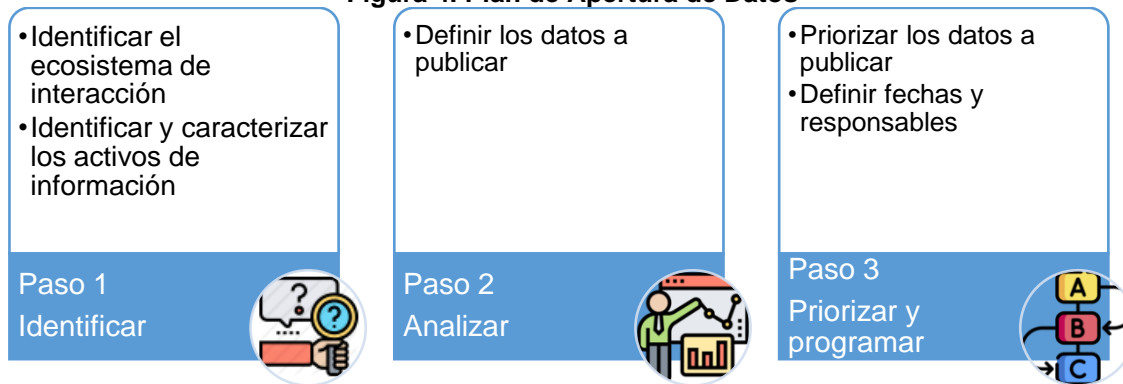 Figura 4. Plan de Apertura de Datos
•Identificar el
ecosistema de
interacción
•Identificar y caracterizar
los activos de
información
Paso 1
Identificar
•Definir los datos a
publicar
Paso 2
Analizar
•Priorizar los datos a
publicar
•Definir fechas y
responsables
Paso 3
Priorizar y
programar
A
B
C